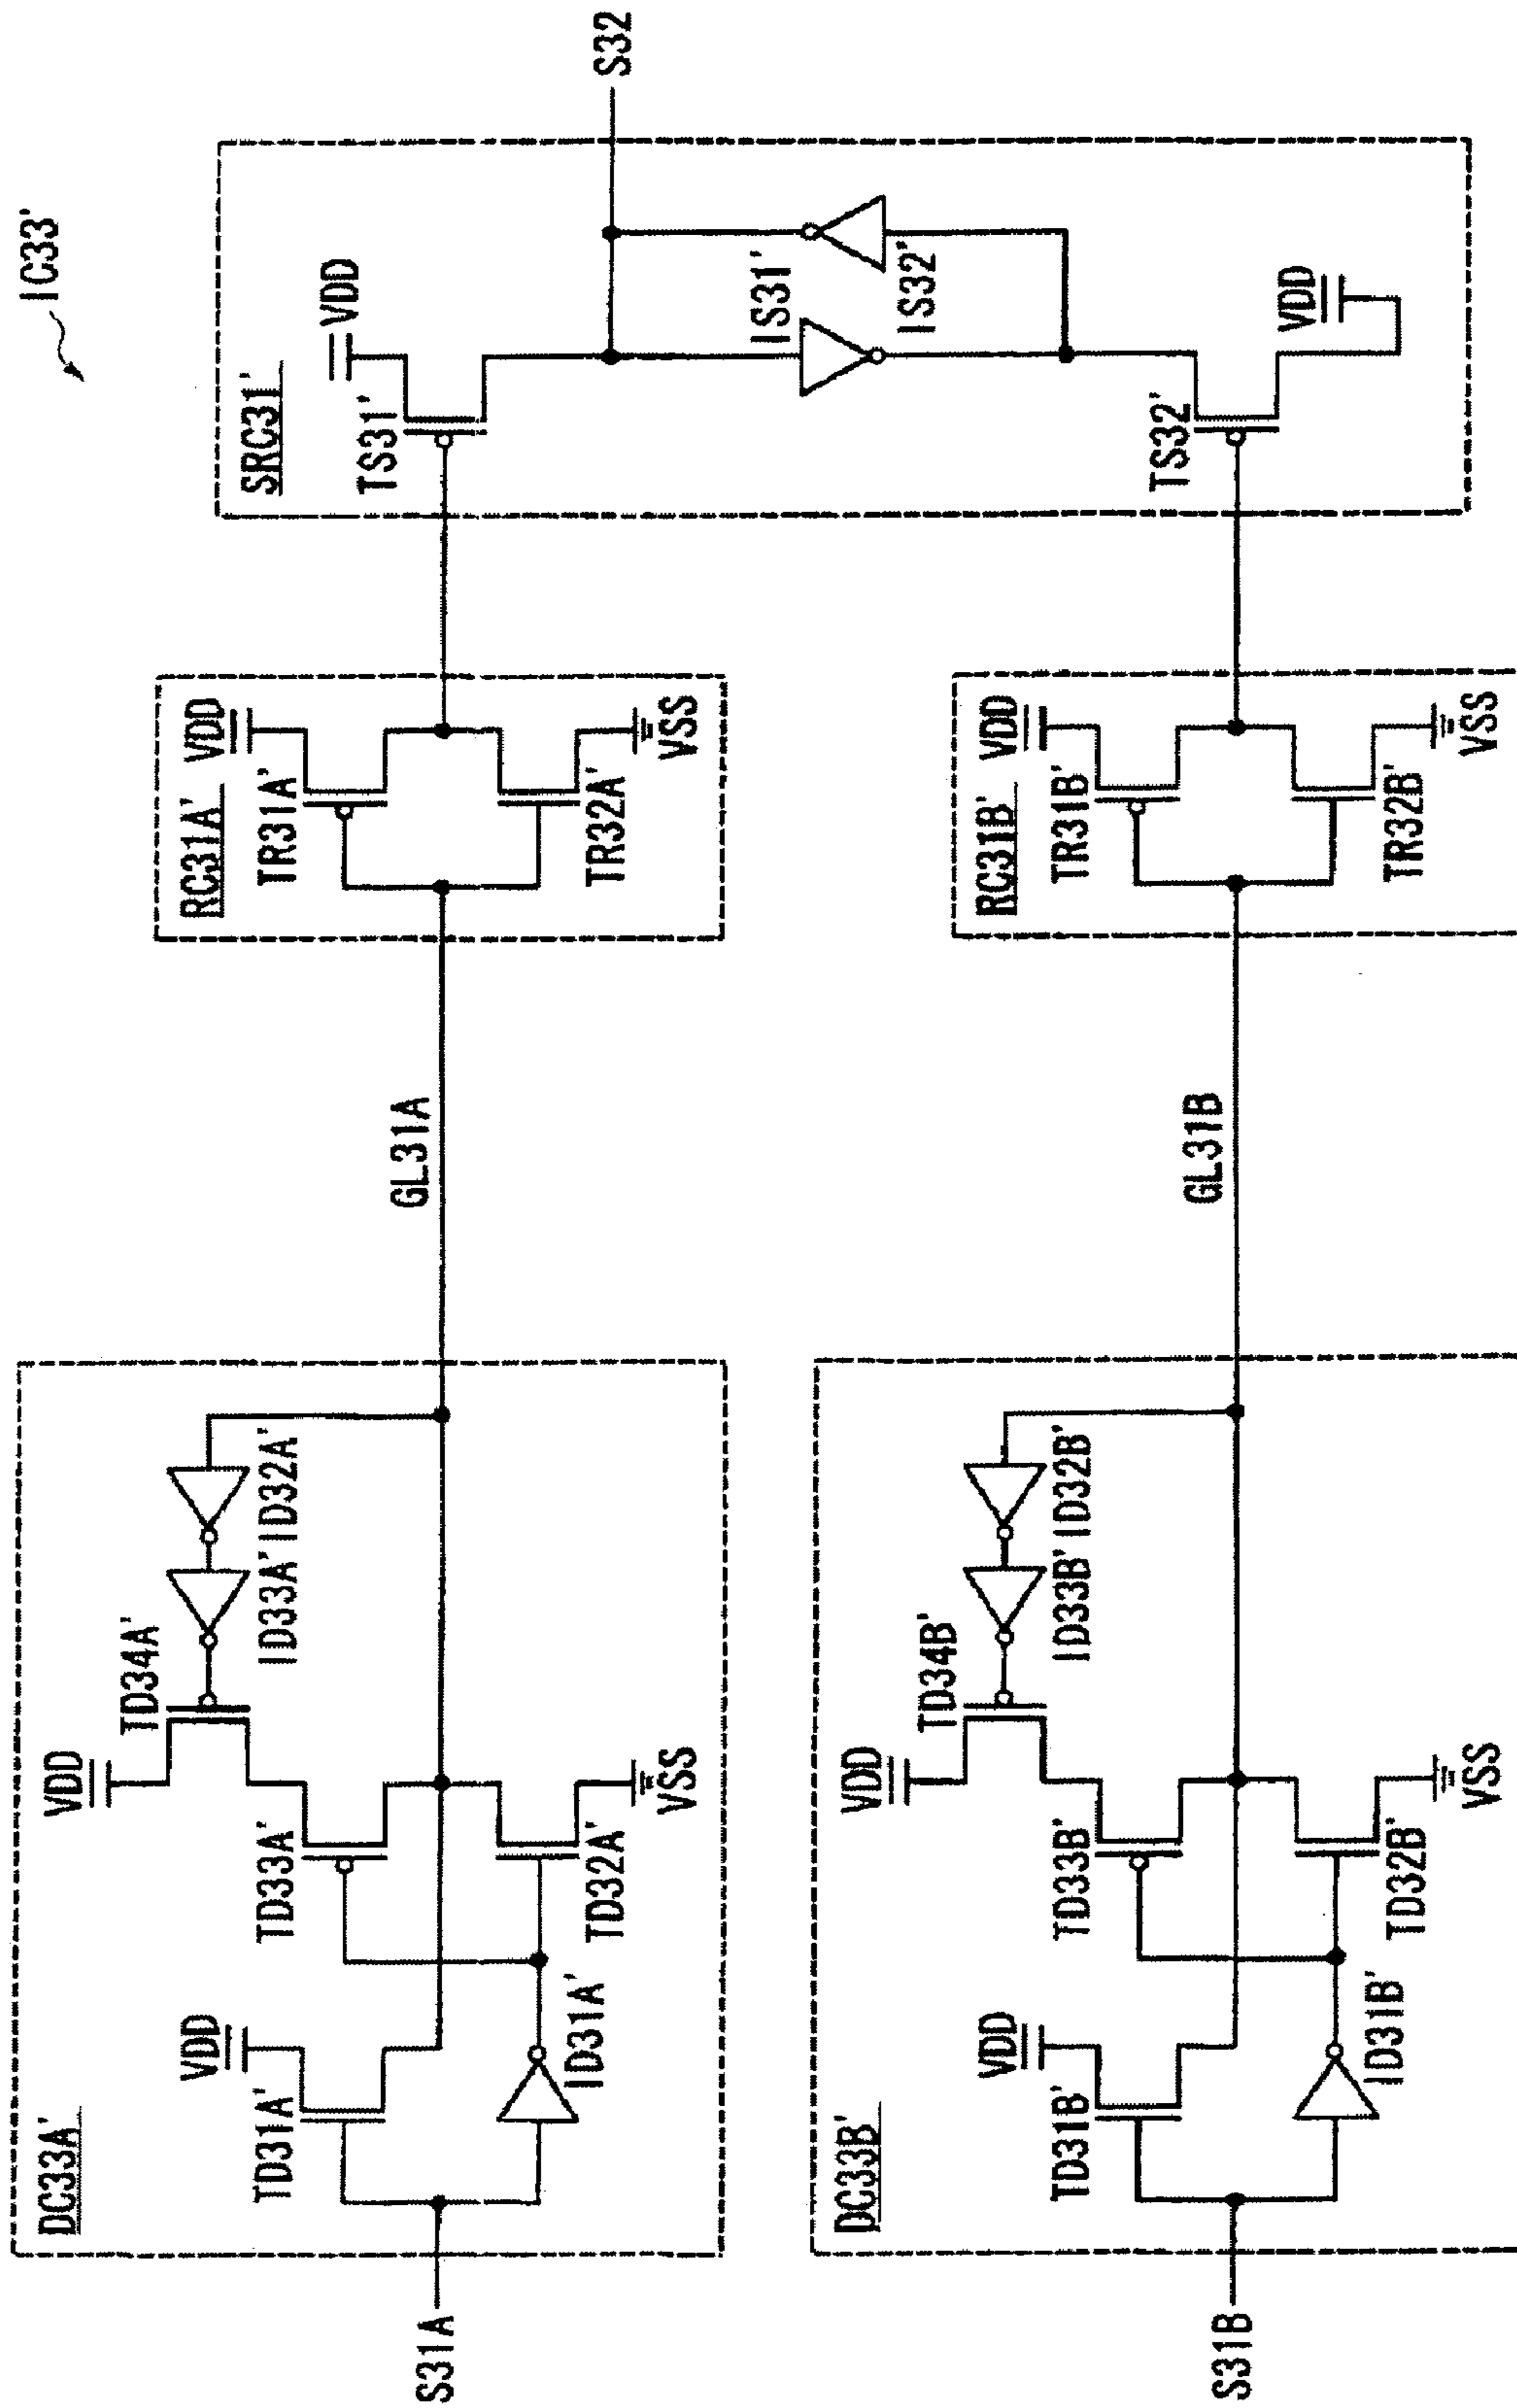 IC33'
DC33A'
VDD
TD34A'
ID33A'
ID32A'
VDD
TD31A'
TD33A'
ID31A'
TD32A'
VSS
S31A
GL31A
RC31A'
VDD
TR31A'
TR32A'
VSS
SRC31'
VDD
TS31'
IS31'
IS32'
TS32'
VDD
S32
DC33B'
VDD
TD34B'
ID33B'
ID32B'
VDD
TD31B'
TD33B'
ID31B'
TD32B'
VSS
S31B
GL31B
RC31B'
VDD
TR31B'
TR32B'
VSS